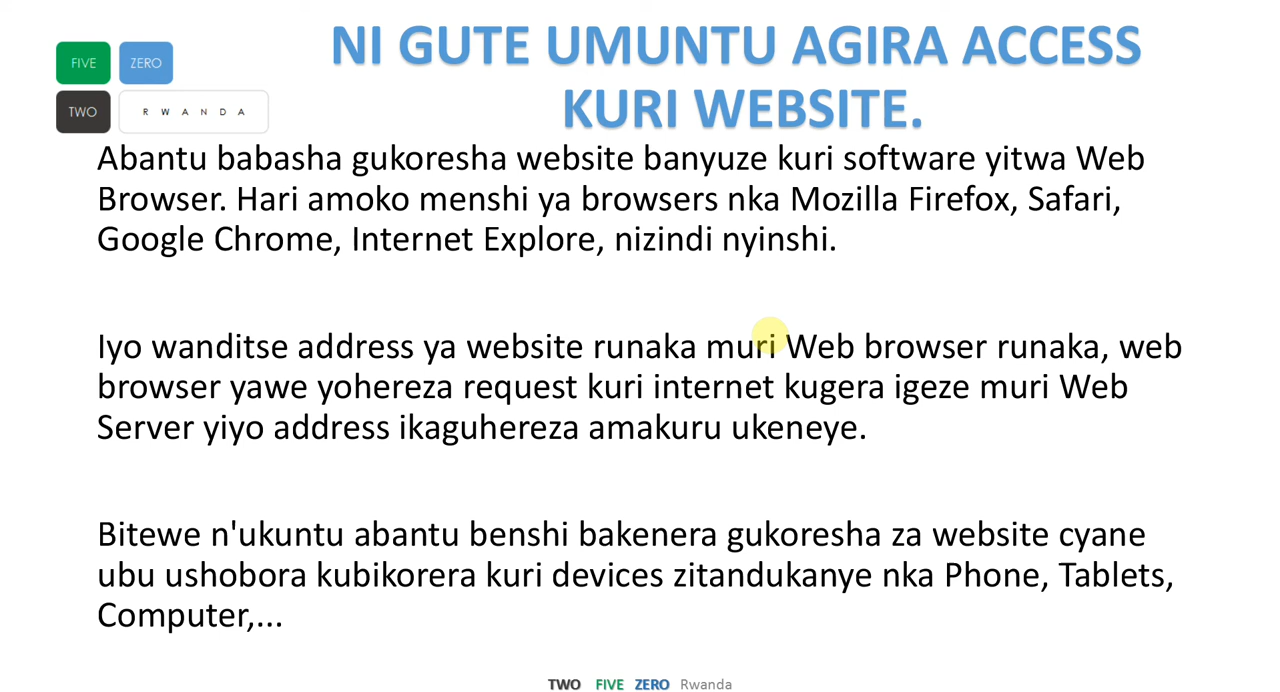 FIVE ZERO
TWO RWANDA
NI GUTE UMUNTU AGIRA ACCESS
KURI WEBSITE.
Abantu babasha gukoresha website banyuze kuri software yitwa Web
Browser. Hari amoko menshi ya browsers nka Mozilla Firefox, Safari,
Google Chrome, Internet Explore, nizindi nyinshi.
Iyo wanditse address ya website runaka muri Web browser runaka, web
browser yawe yohereza request kuri internet kugera igeze muri Web
Server yiyo address ikaguhereza amakuru ukeneye.
Bitewe n'ukuntu abantu benshi bakenera gukoresha za website cyane
ubu ushobora kubikorera kuri devices zitandukanye nka Phone, Tablets,
Computer,...
TWO FIVE ZERO Rwanda